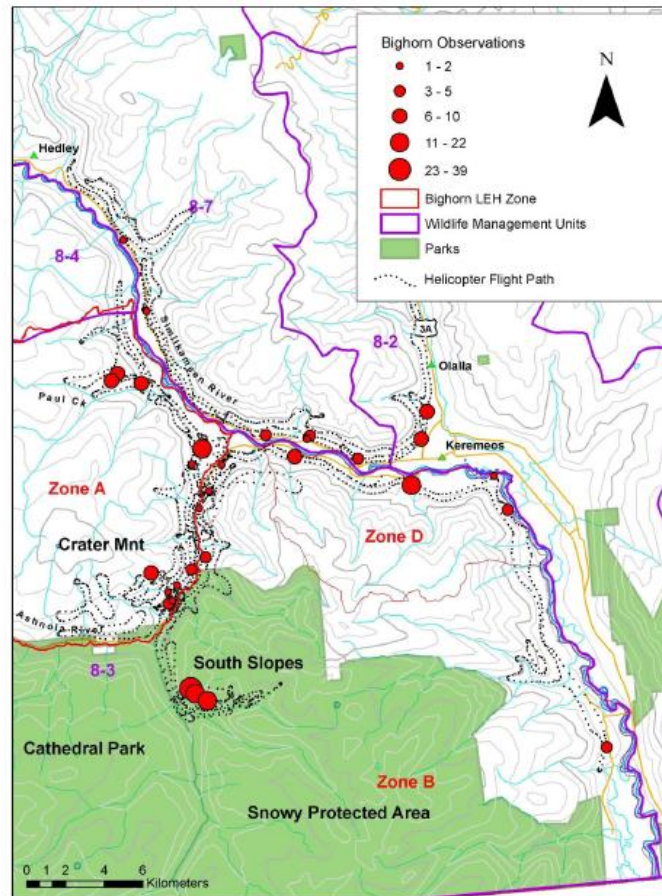 Bighorn Observations
1 - 2
3 - 5
6 - 10
11 - 22
23 - 39
Bighorn LEH Zone
Wildlife Management Units
Parks
Helicopter Flight Path
N
Hedley
8-7
8-4
Similkameen River
3A
8-2
Olalla
Paul Ck
Keremeos
Zone A
Zone D
Crater Mnt
Ashnola River
8-3
South Slopes
Cathedral Park
Zone B
Snowy Protected Area
0 1 2 4 6
Kilometers